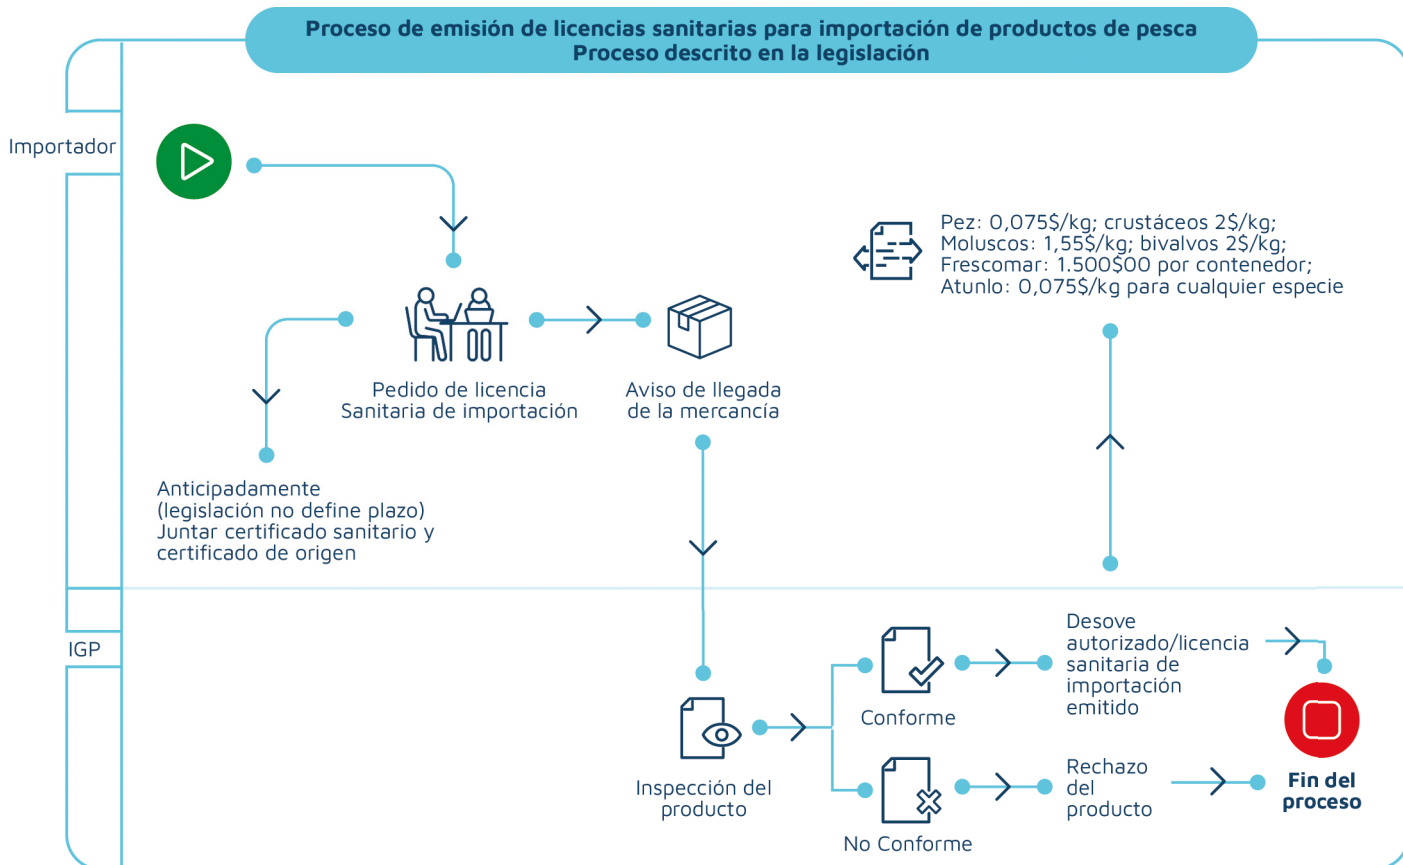 Proceso de emisión de licencias sanitarias para importación de productos de pesca
Proceso descrito en la legislación
Importador
Pez: 0,075$/kg; crustáceos 2$/kg;
Moluscos: 1,55$/kg; bivalvos 2$/kg;
Frescomar: 1.500$00 por contenedor;
Atunlo: 0,075$/kg para cualquier especie
Pedido de licencia
Sanitaria de importación
Aviso de llegada
de la mercancía
Anticipadamente
(legislación no define plazo)
Juntar certificado sanitario y
certificado de origen
IGP
Inspección del
producto
Conforme
Desove
autorizado/licencia
sanitaria de
importación
emitido
No Conforme
Rechazo
del
producto
Fin del
proceso